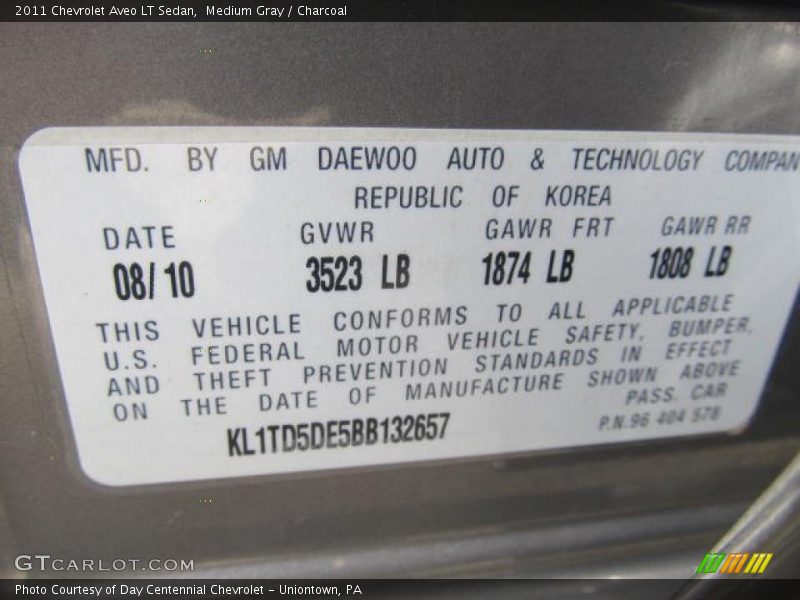 2011 Chevrolet Aveo LT Sedan, Medium Gray / Charcoal
MFD. BY GM DAEWOO AUTO & TECHNOLOGY COMPAN
REPUBLIC OF KOREA
DATE GVWR GAWR FRT GAWR RR
08/10 3523 LB 1874 LB 1808 LB
THIS VEHICLE CONFORMS TO ALL APPLICABLE
U.S. FEDERAL MOTOR VEHICLE SAFETY, BUMPER,
AND THEFT PREVENTION STANDARDS IN EFFECT
ON THE DATE OF MANUFACTURE SHOWN ABOVE
PASS. CAR
KL1TD5DE5BB132657 P.N.96 404 578
GTCARLOT.COM
Photo Courtesy of Day Centennial Chevrolet - Uniontown, PA